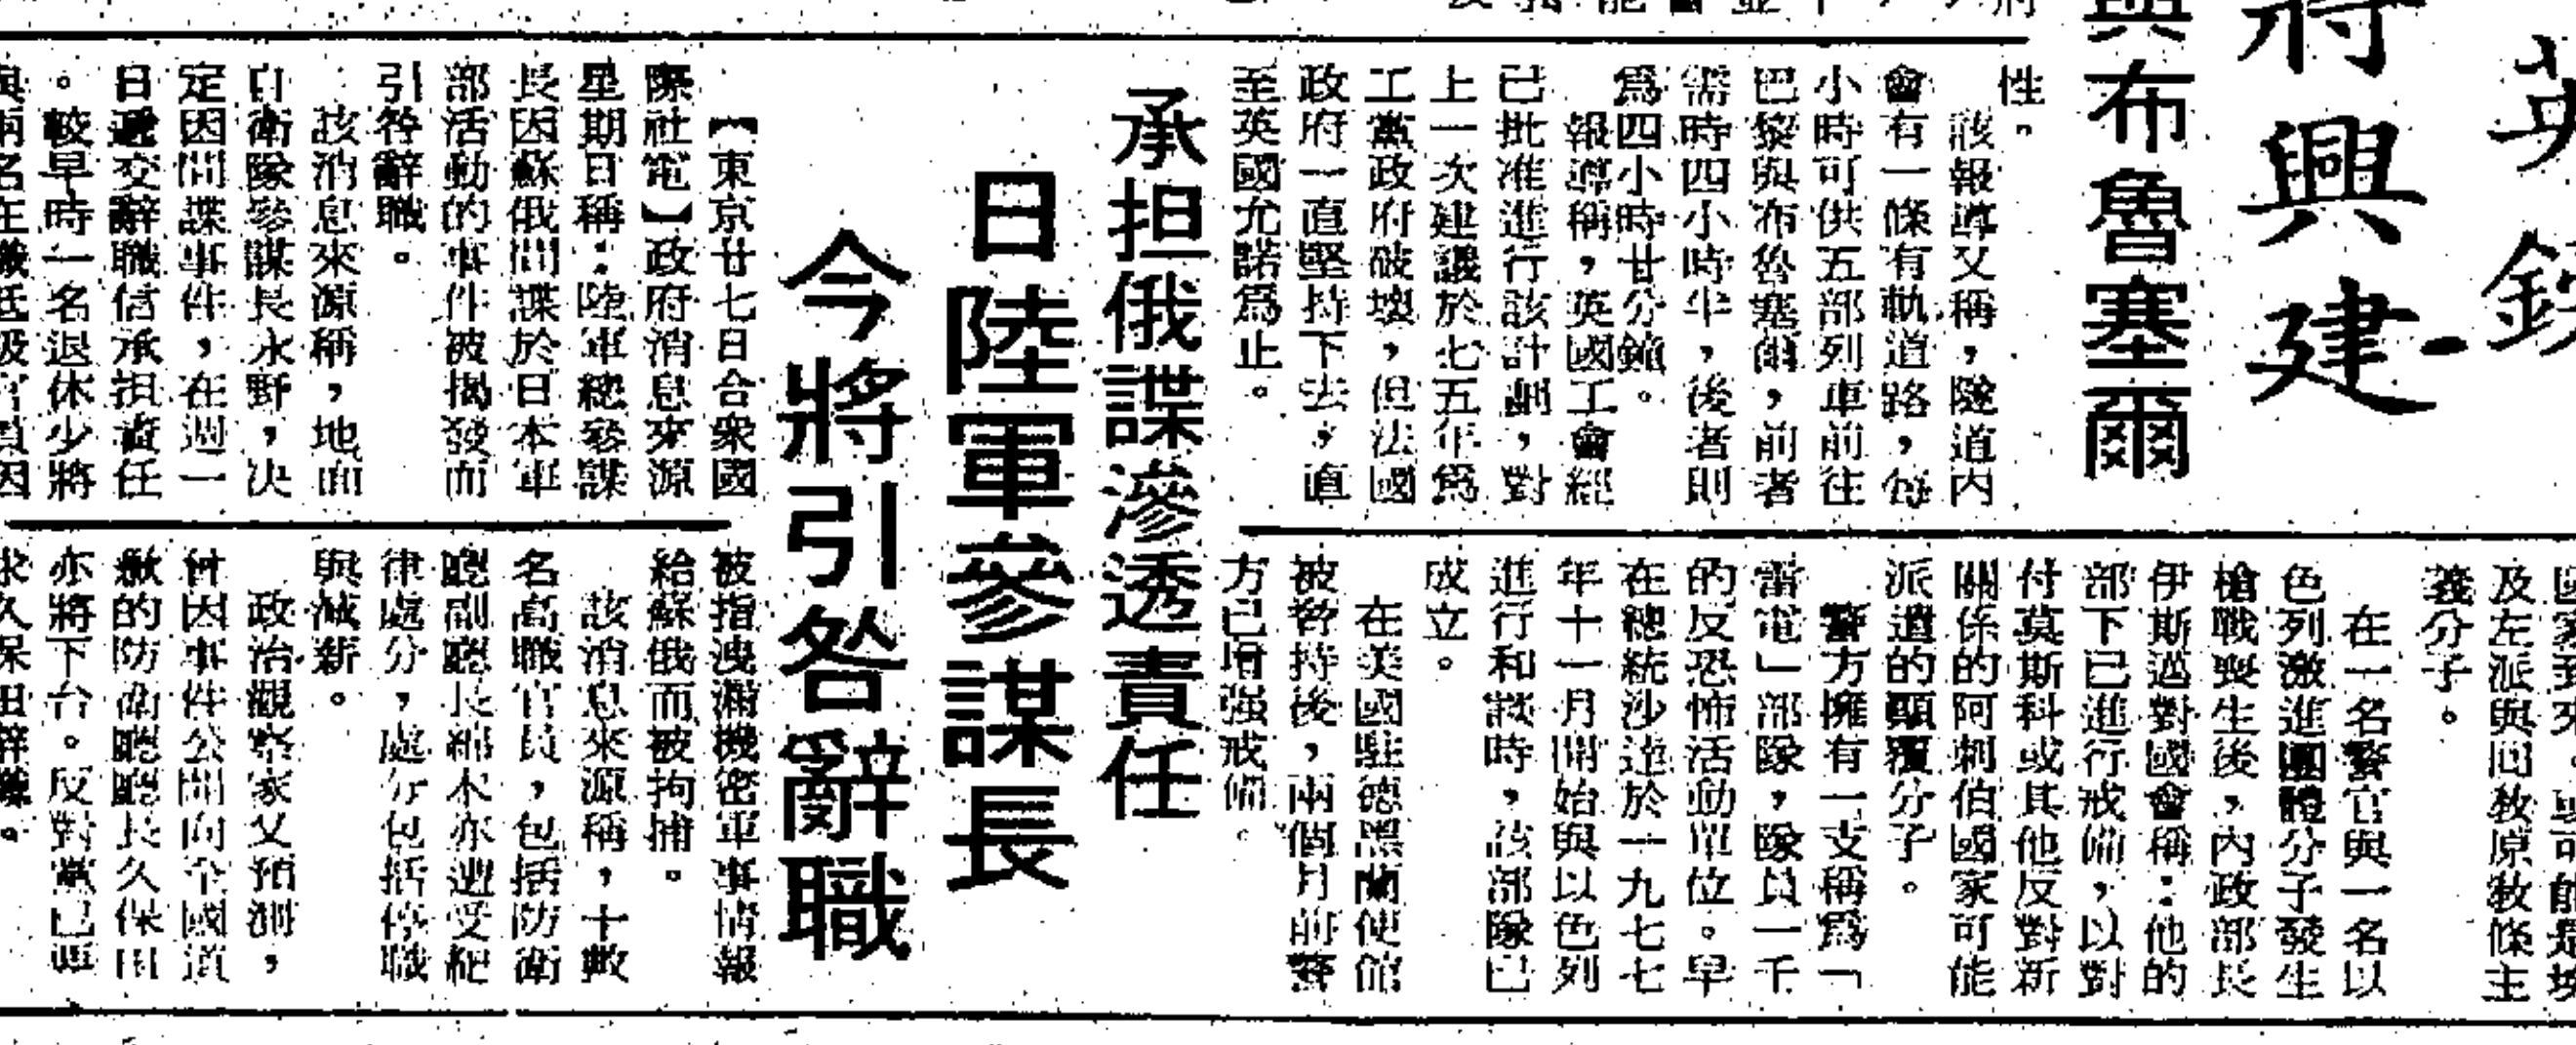 英
將興建
與布魯塞爾
性。
該報導又稱，隧道內
會有一條有軌道路，每
小時可供五部列車前往
巴黎與布魯塞爾，前者
需時四小時半，後者則
爲四小時廿分鐘。
報導稱，英國工會經
已批准進行該計劃，對
上一次建議於七五年爲
工黨政府破壞，但法國
政府一直堅持下去，直
至英國允諾爲止。
義分子。
在一名警官與一名以
色列激進團體分子發生
槍戰喪生後，內政部長
伊斯邁對國會稱：他的
部下已進行戒備，以對
付莫斯科或其他反對新
關係的阿剌伯國家可能
派遣的顛覆分子。
警方擁有一支稱爲「
雷電」部隊，隊員一千
的反恐怖活動單位。早
在總統沙達於一九七七
年十一月開始與以色列
進行和談時，該部隊已
成立。
在美國駐德黑蘭使館
被脅持後，兩個月前警
方已增强戒備。
承担俄諜滲透責任
日陸軍參謀長
今將引咎辭職
【東京廿七日合衆國
際社電】政府消息來源
星期日稱：陸軍總參謀
長因蘇俄間諜於日本軍
部活動的事件被揭發而
引咎辭職。
該消息來源稱，地面
自衛隊參謀長永野，决
定因間諜事件，在週一
日遞交辭職信承担責任
。較早時一名退休少將
與兩名在職低級官員因
被指洩漏機密軍事情報
給蘇俄而被拘捕。
該消息來源稱，十數
名高職官員，包括防衛
廳副廳長 亦遭受紀
律處分，處分包括停職
與減薪。
政治觀察家又預測，
付因事件公開向全國道
歉的防衛廳廳長久保田
亦將下台。反對黨已要
求久保田辭職。